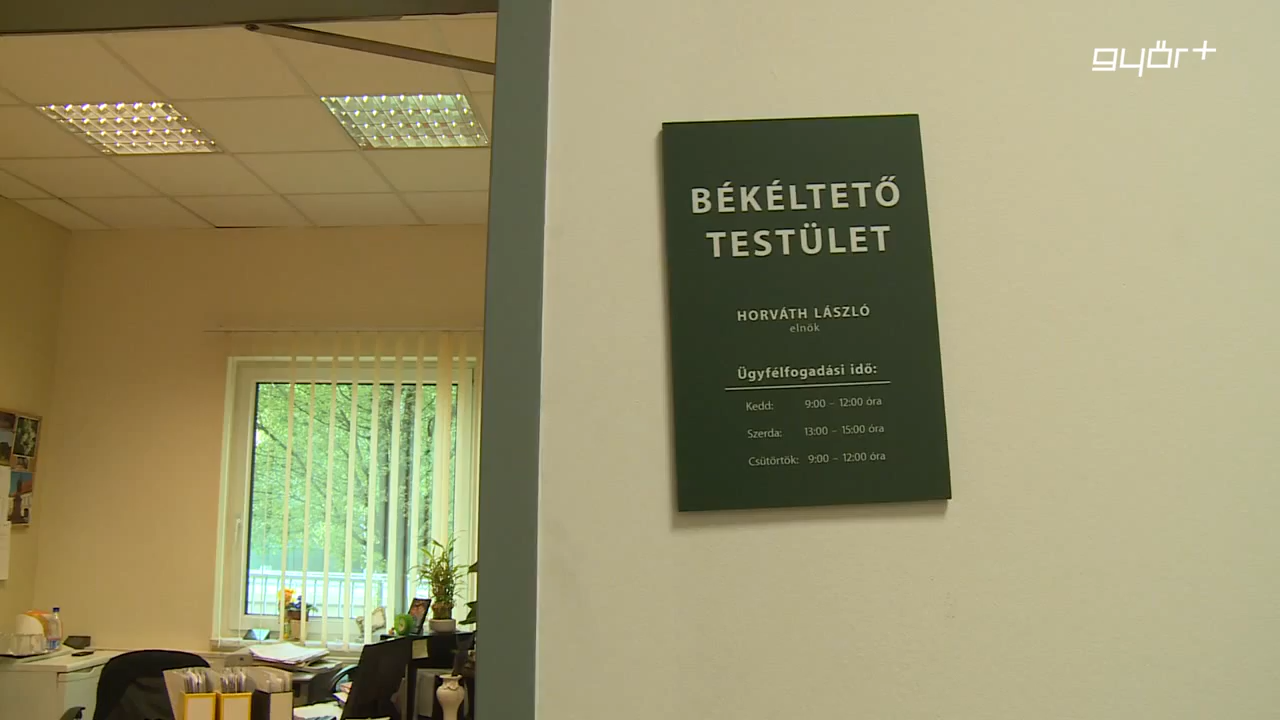 győr+
BÉKÉLTETŐ
TESTÜLET
HORVÁTH LÁSZLÓ
elnök
Ügyfélfogadási idő:
Kedd: 9:00 – 12:00 óra
Szerda: 13:00 – 15:00 óra
Csütörtök: 9:00 – 12:00 óra